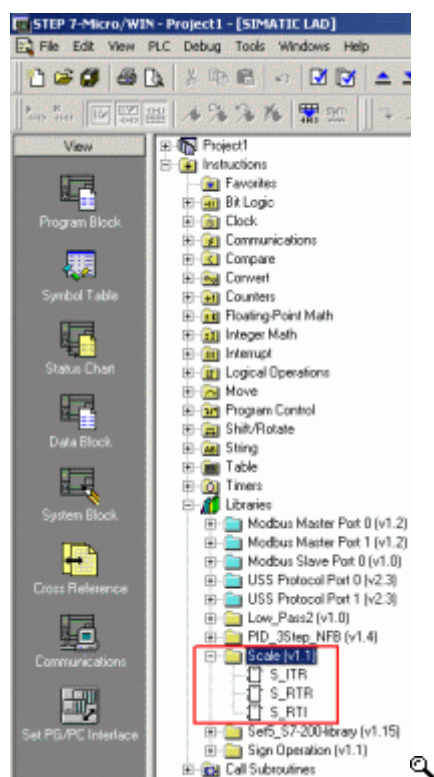 STEP 7-Micro/WIN - Project1 - [SIMATIC LAD]
File Edit View PLC Debug Tools Windows Help
View
Program Block
Symbol Table
Status Chart
Data Block
System Block
Cross Reference
Communications
Set PG/PC Interface
Project1
Instructions
Favorites
Bit Logic
Clock
Communications
Compare
Convert
Counters
Floating-Point Math
Integer Math
Interrupt
Logical Operations
Move
Program Control
Shift/Rotate
String
Table
Timers
Libraries
Modbus Master Port 0 (v1.2)
Modbus Master Port 1 (v1.2)
Modbus Slave Port 0 (v1.0)
USS Protocol Port 0 (v2.3)
USS Protocol Port 1 (v2.3)
Low_Pass2 (v1.0)
PID_3Step_NFB (v1.4)
Scale (v1.1)
S_ITR
S_RTR
S_RTI
Sef5_S7-200-library (v1.15)
Sign Operation (v1.1)
Call Subroutines